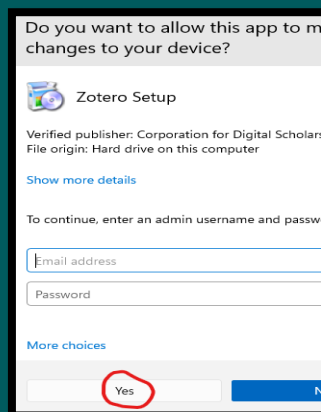 Do you want to allow this app to m
changes to your device?
Zotero Setup
Verified publisher: Corporation for Digital Scholars
File origin: Hard drive on this computer
Show more details
To continue, enter an admin username and passw
Email address
Password
More choices
Yes
N